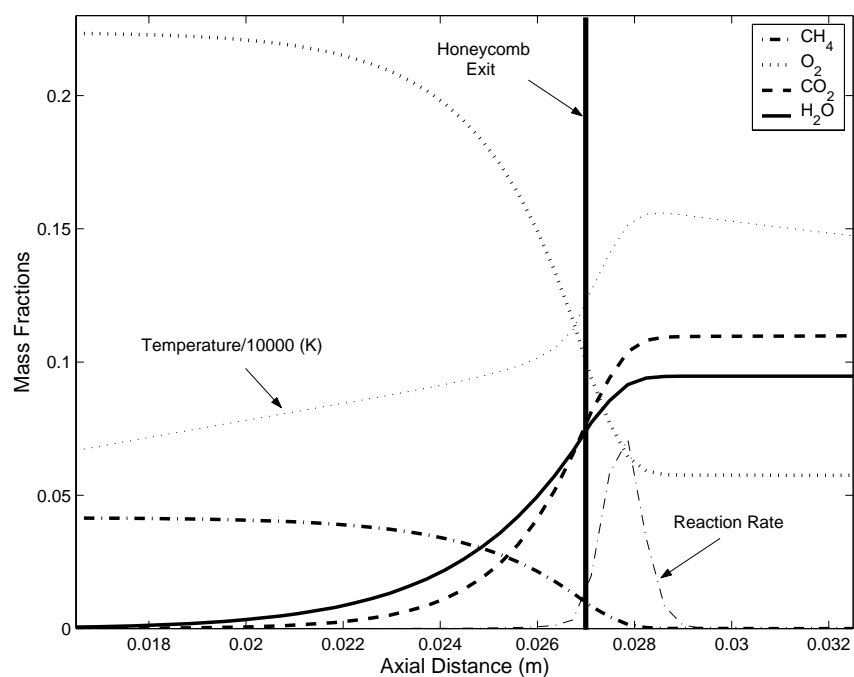 Honeycomb
Exit
CH4
O2
CO2
H2O
0.2
0.15
0.1
0.05
0
Mass Fractions
Temperature/10000 (K)
Reaction Rate
0.018 0.02 0.022 0.024 0.026 0.028 0.03 0.032
Axial Distance (m)